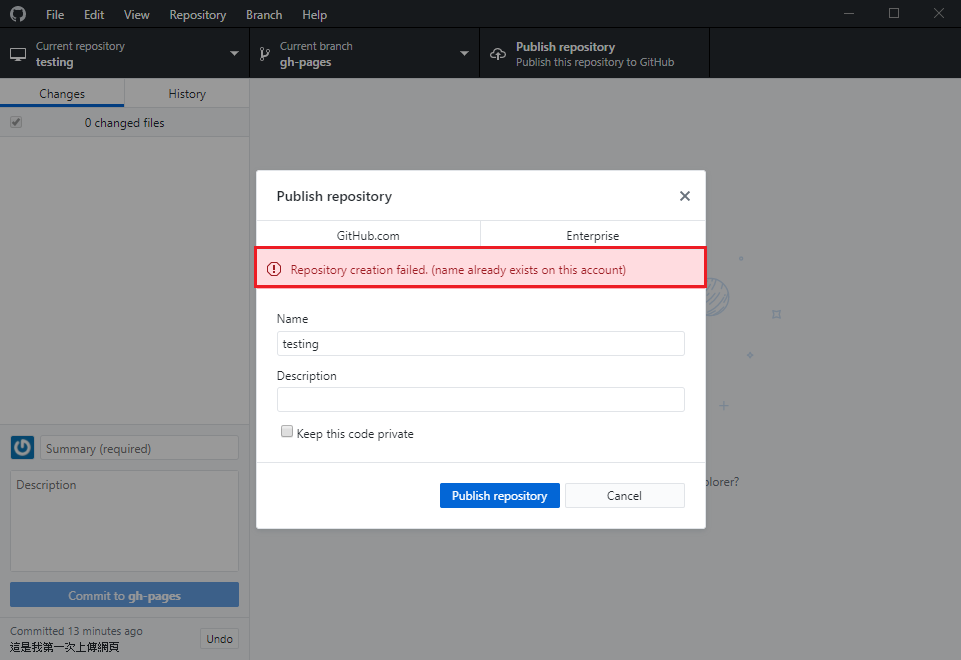 File Edit View Repository Branch Help
Current repository
testing
Current branch
gh-pages
Publish repository
Publish this repository to GitHub
Changes
History
0 changed files
Publish repository
GitHub.com
Enterprise
Repository creation failed. (name already exists on this account)
Name
testing
Description
Keep this code private
Publish repository
Cancel
plorer?
Summary (required)
Description
Commit to gh-pages
Committed 13 minutes ago
這是我第一次上傳網頁
Undo